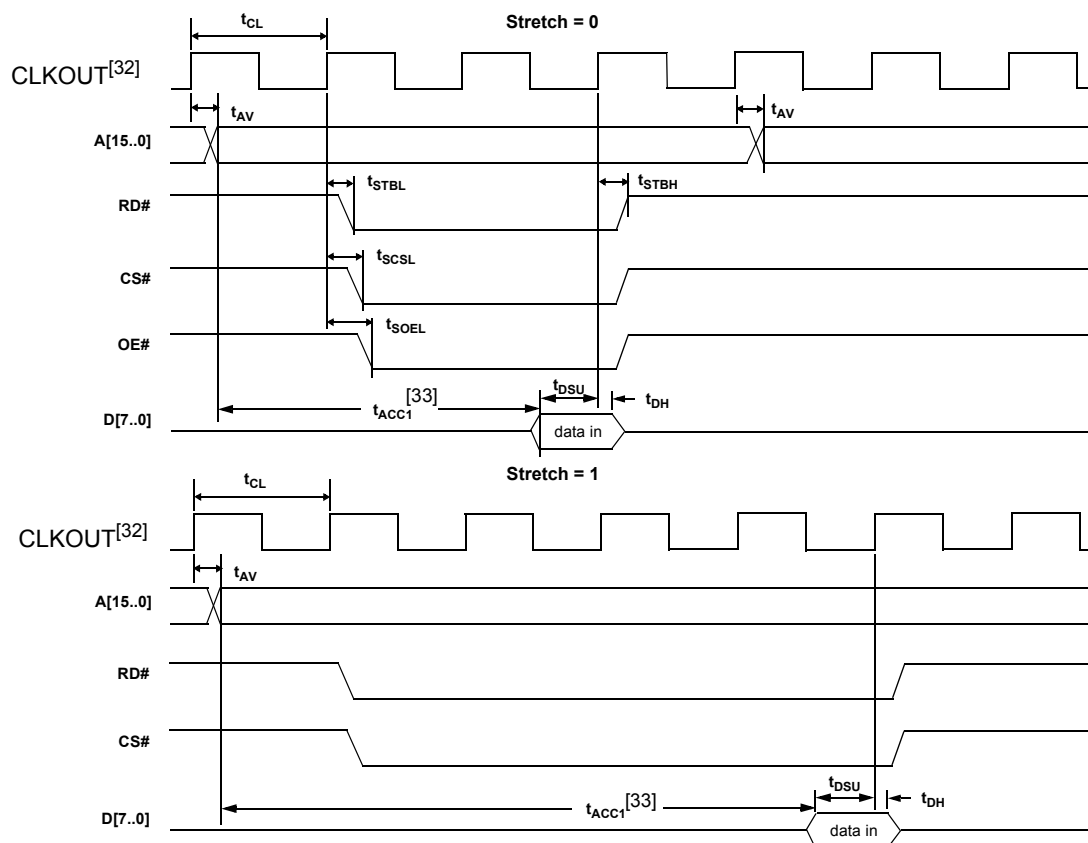 Stretch = 0
tCL
CLKOUT[32]
tAV
tAV
A[15..0]
tSTBL
tSTBH
RD#
tSCSL
CS#
tSOEL
OE#
tDSU
tACC1[33]
tDH
D[7..0]
data in
Stretch = 1
tCL
CLKOUT[32]
tAV
A[15..0]
RD#
CS#
tDSU
tACC1[33]
tDH
D[7..0]
data in